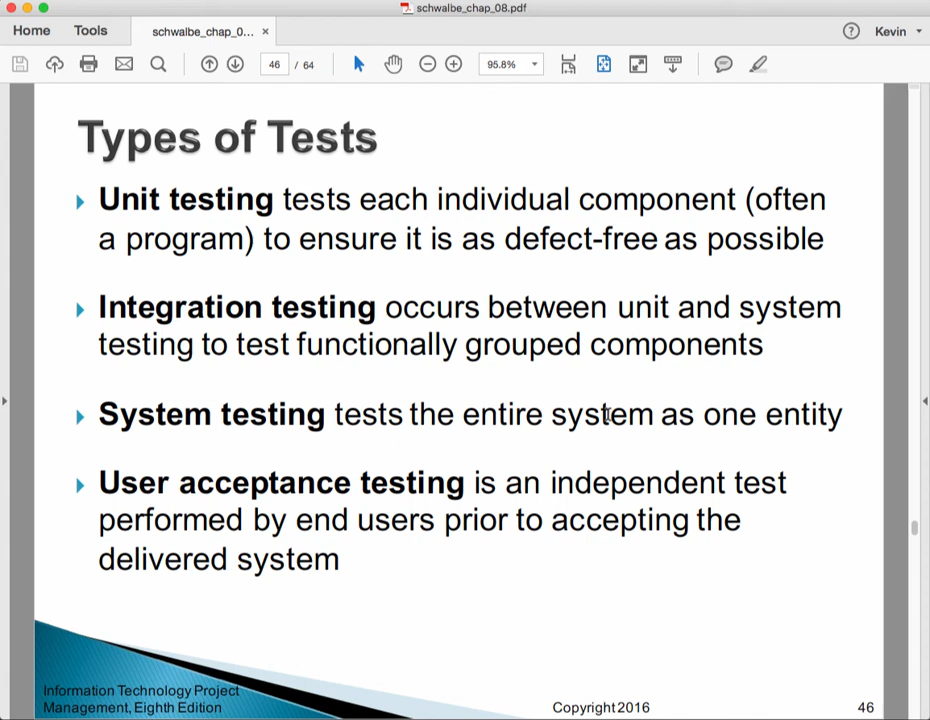 schwalbe_chap_08.pdf
Home Tools schwalbe_chap_0... × ? Kevin
46 / 64 95.8%
Types of Tests
Unit testing tests each individual component (often
a program) to ensure it is as defect-free as possible
Integration testing occurs between unit and system
testing to test functionally grouped components
System testing tests the entire system as one entity
User acceptance testing is an independent test
performed by end users prior to accepting the
delivered system
Information Technology Project
Management, Eighth Edition Copyright 2016 46